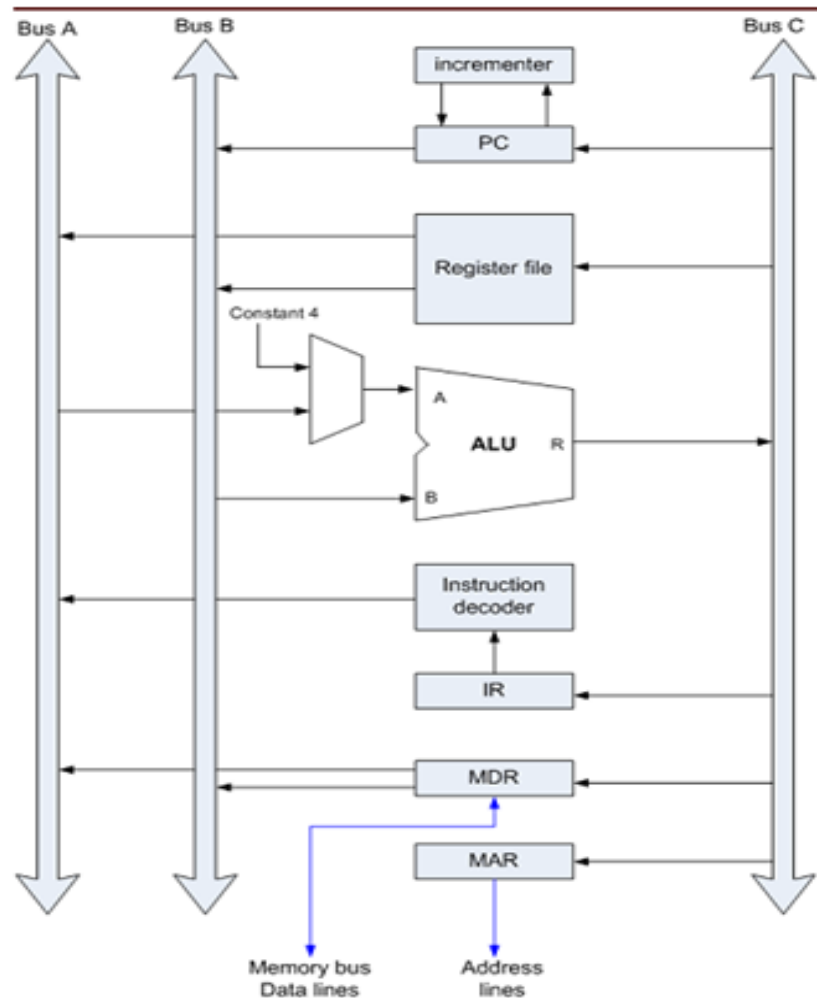 Bus A
Bus B
Bus C
incrementer
PC
Register file
Constant 4
A
ALU
R
B
Instruction
decoder
IR
MDR
MAR
Memory bus
Data lines
Address
lines